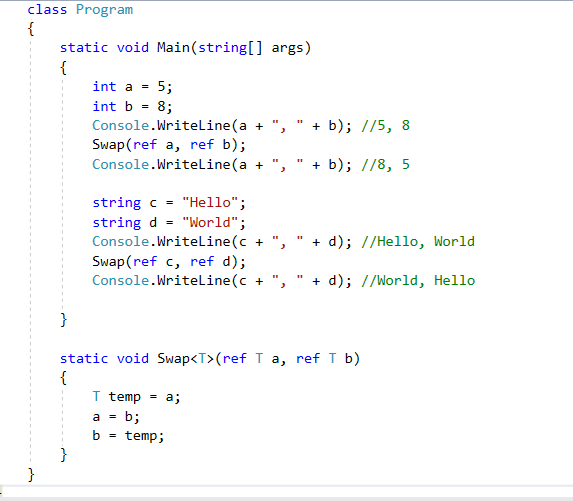 class Program
{
    static void Main(string[] args)
    {
        int a = 5;
        int b = 8;
        Console.WriteLine(a + ", " + b); //5, 8
        Swap(ref a, ref b);
        Console.WriteLine(a + ", " + b); //8, 5

        string c = "Hello";
        string d = "World";
        Console.WriteLine(c + ", " + d); //Hello, World
        Swap(ref c, ref d);
        Console.WriteLine(c + ", " + d); //World, Hello

    }

    static void Swap<T>(ref T a, ref T b)
    {
        T temp = a;
        a = b;
        b = temp;
    }
}